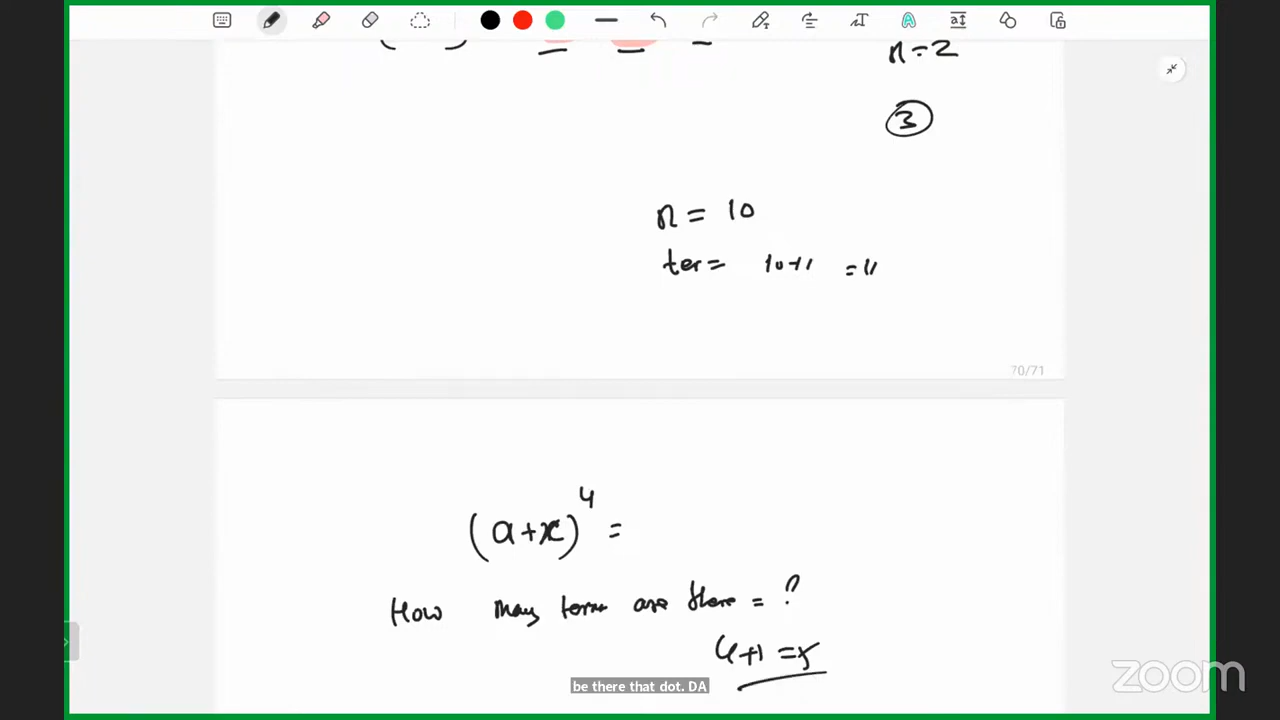 n = 2
3
n = 10
ter = 10+1 = 11
70/71
(a+x)^4 =
How many term are there = ?
4+1 = 5
be there that dot. DA
zoom